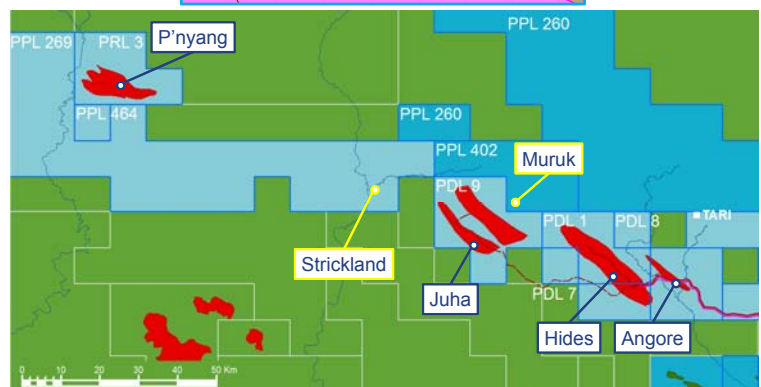 PPL 269
PRL 3
P'nyang
PPL 260
PPL 464
PPL 260
PPL 402
Muruk
PDL 9
PDL 1
PDL 8
TARI
Strickland
Juha
PDL 7
Hides
Angore
0 10 20 30 40 50 Km